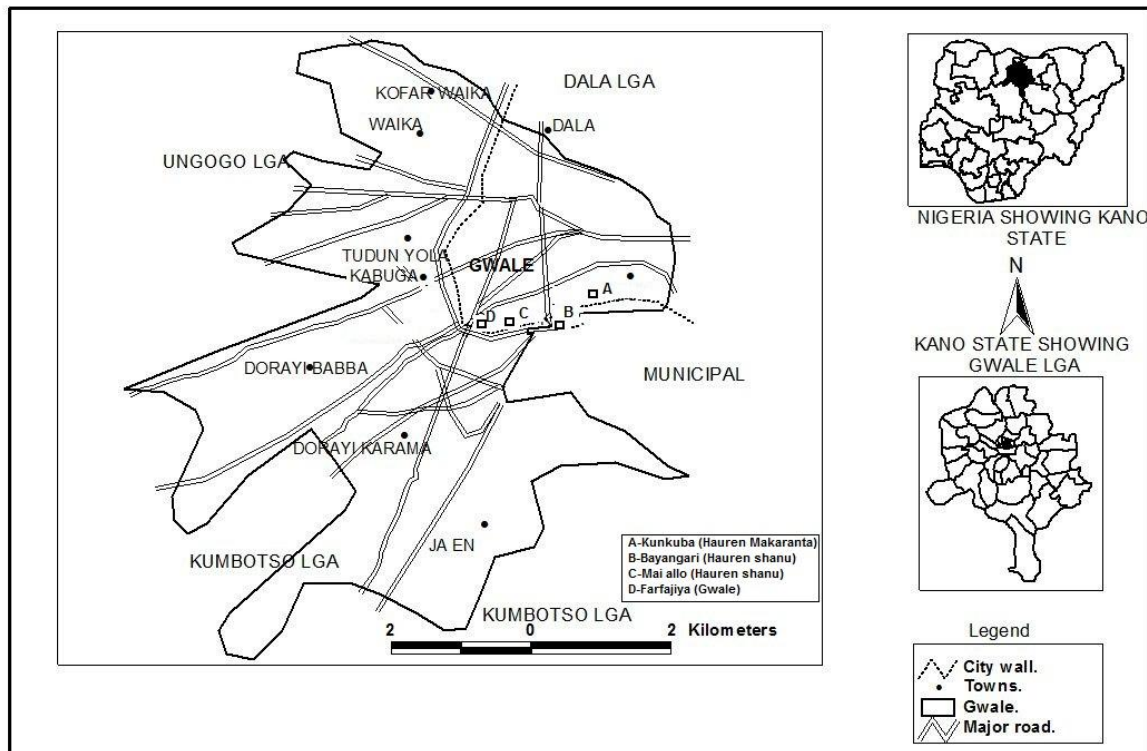 DALA LGA
KOFAR WAIKA
WAIKA
DALA
UNGOGO LGA
TUDUN YOLA
KABUGA
GWALE
A
B
C
D
DORAYI BABBA
MUNICIPAL
DORAYI KARAMA
JA EN
KUMBOTSO LGA
KUMBOTSO LGA
A-Kunkuba (Hauren Makaranta)
B-Bayangari (Hauren shanu)
C-Mai allo (Hauren shanu)
D-Farfajiya (Gwale)
2 0 2 Kilometers
NIGERIA SHOWING KANO
STATE
N
KANO STATE SHOWING
GWALE LGA
Legend
City wall.
Towns.
Gwale.
Major road.